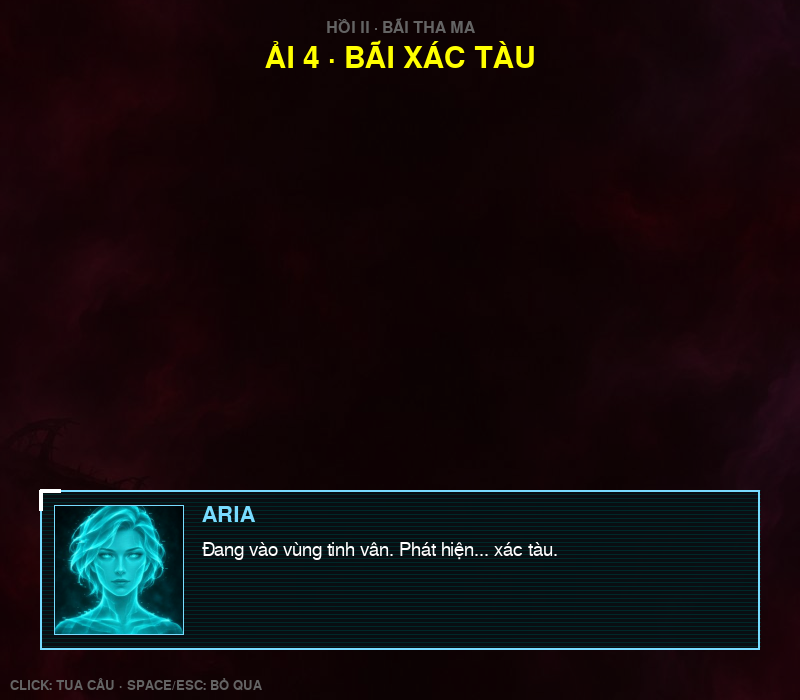 HỒI II · BÃI THA MA
ẢI 4 · BÃI XÁC TÀU
ARIA
Đang vào vùng tinh vân. Phát hiện... xác tàu.
CLICK: TUA CÂU · SPACE/ESC: BỎ QUA